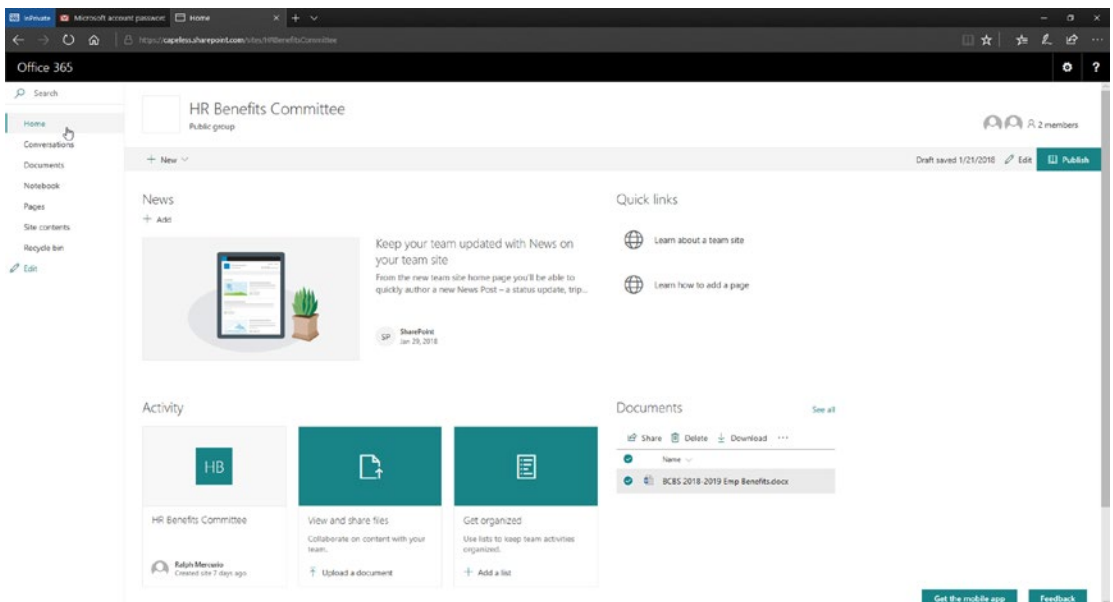 InPrivate
Microsoft account password
Home
https://capeless.sharepoint.com/sites/HRBenefitsCommittee
Office 365
?
Search
Home
Conversations
Documents
Notebook
Pages
Site contents
Recycle bin
Edit
HR Benefits Committee
Public group
2 members
+ New
Draft saved 1/21/2018
Edit
Publish
News
+ Add
Keep your team updated with News on
your team site
From the new team site home page you'll be able to
quickly author a new News Post – a status update, trip...
SP
SharePoint
Jan 29, 2018
Quick links
Learn about a team site
Learn how to add a page
Activity
HB
HR Benefits Committee
Ralph Mercurio
Created site 7 days ago
View and share files
Collaborate on content with your
team.
Upload a document
Get organized
Use lists to keep team activities
organized.
+ Add a list
Documents
See all
Share
Delete
Download
...
Name
BCBS 2018-2019 Emp Benefits.docx
Get the mobile app
Feedback